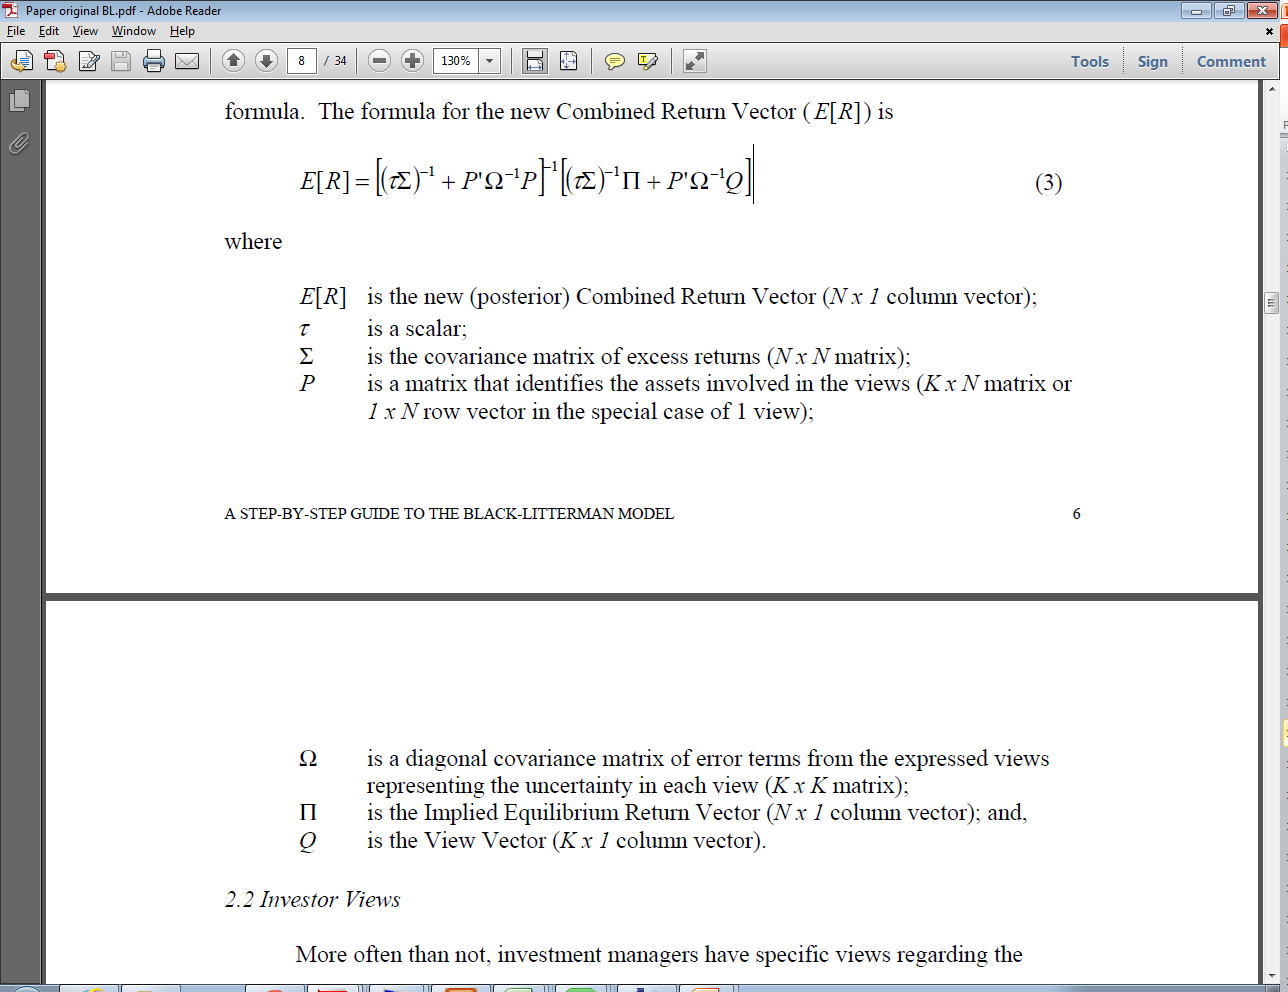 Paper original BL.pdf - Adobe Reader
File Edit View Window Help
8 / 34 130% Tools Sign Comment
formula. The formula for the new Combined Return Vector (E[R]) is
E[R] = [(τΣ)⁻¹ + P'Ω⁻¹P]⁻¹[(τΣ)⁻¹Π + P'Ω⁻¹Q] (3)
where
E[R] is the new (posterior) Combined Return Vector (N x 1 column vector);
τ is a scalar;
Σ is the covariance matrix of excess returns (N x N matrix);
P is a matrix that identifies the assets involved in the views (K x N matrix or
1 x N row vector in the special case of 1 view);
A STEP-BY-STEP GUIDE TO THE BLACK-LITTERMAN MODEL 6
Ω is a diagonal covariance matrix of error terms from the expressed views
representing the uncertainty in each view (K x K matrix);
Π is the Implied Equilibrium Return Vector (N x 1 column vector); and,
Q is the View Vector (K x 1 column vector).
2.2 Investor Views
More often than not, investment managers have specific views regarding the